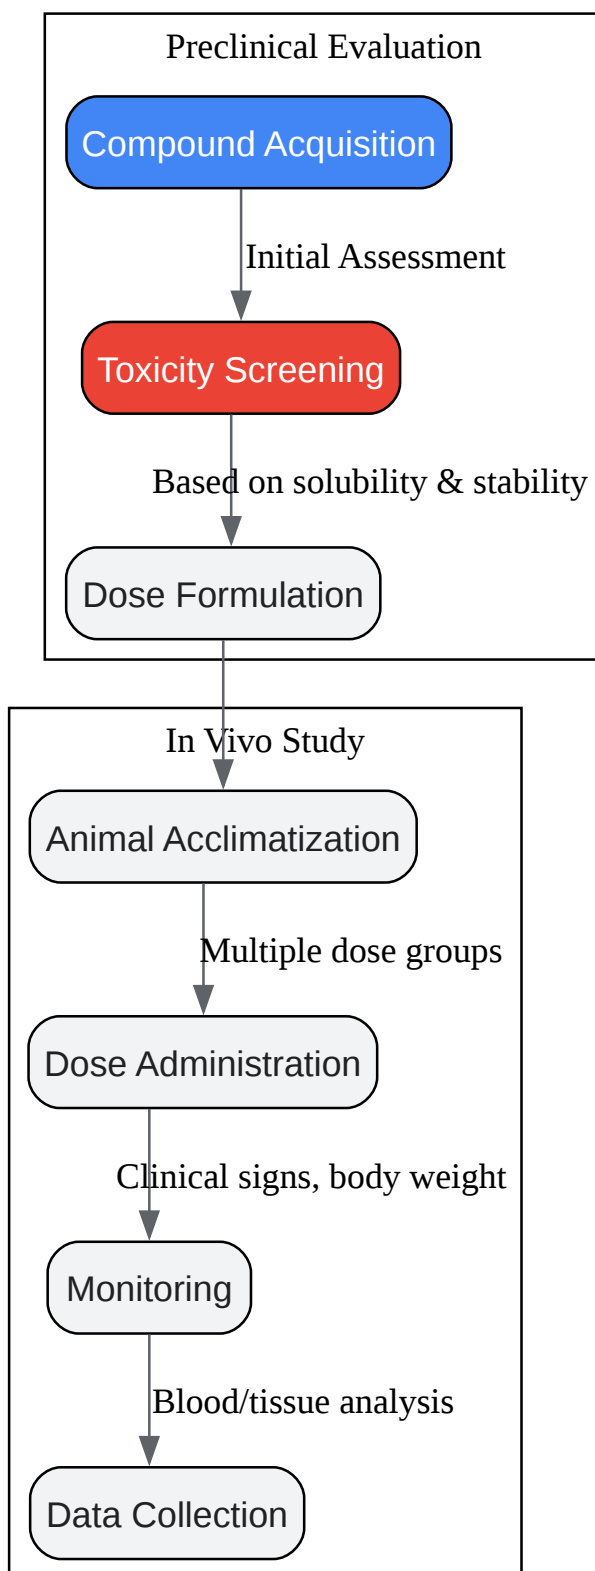 Preclinical Evaluation
Compound Acquisition
Initial Assessment
Toxicity Screening
Based on solubility & stability
Dose Formulation
In Vivo Study
Animal Acclimatization
Multiple dose groups
Dose Administration
Clinical signs, body weight
Monitoring
Blood/tissue analysis
Data Collection